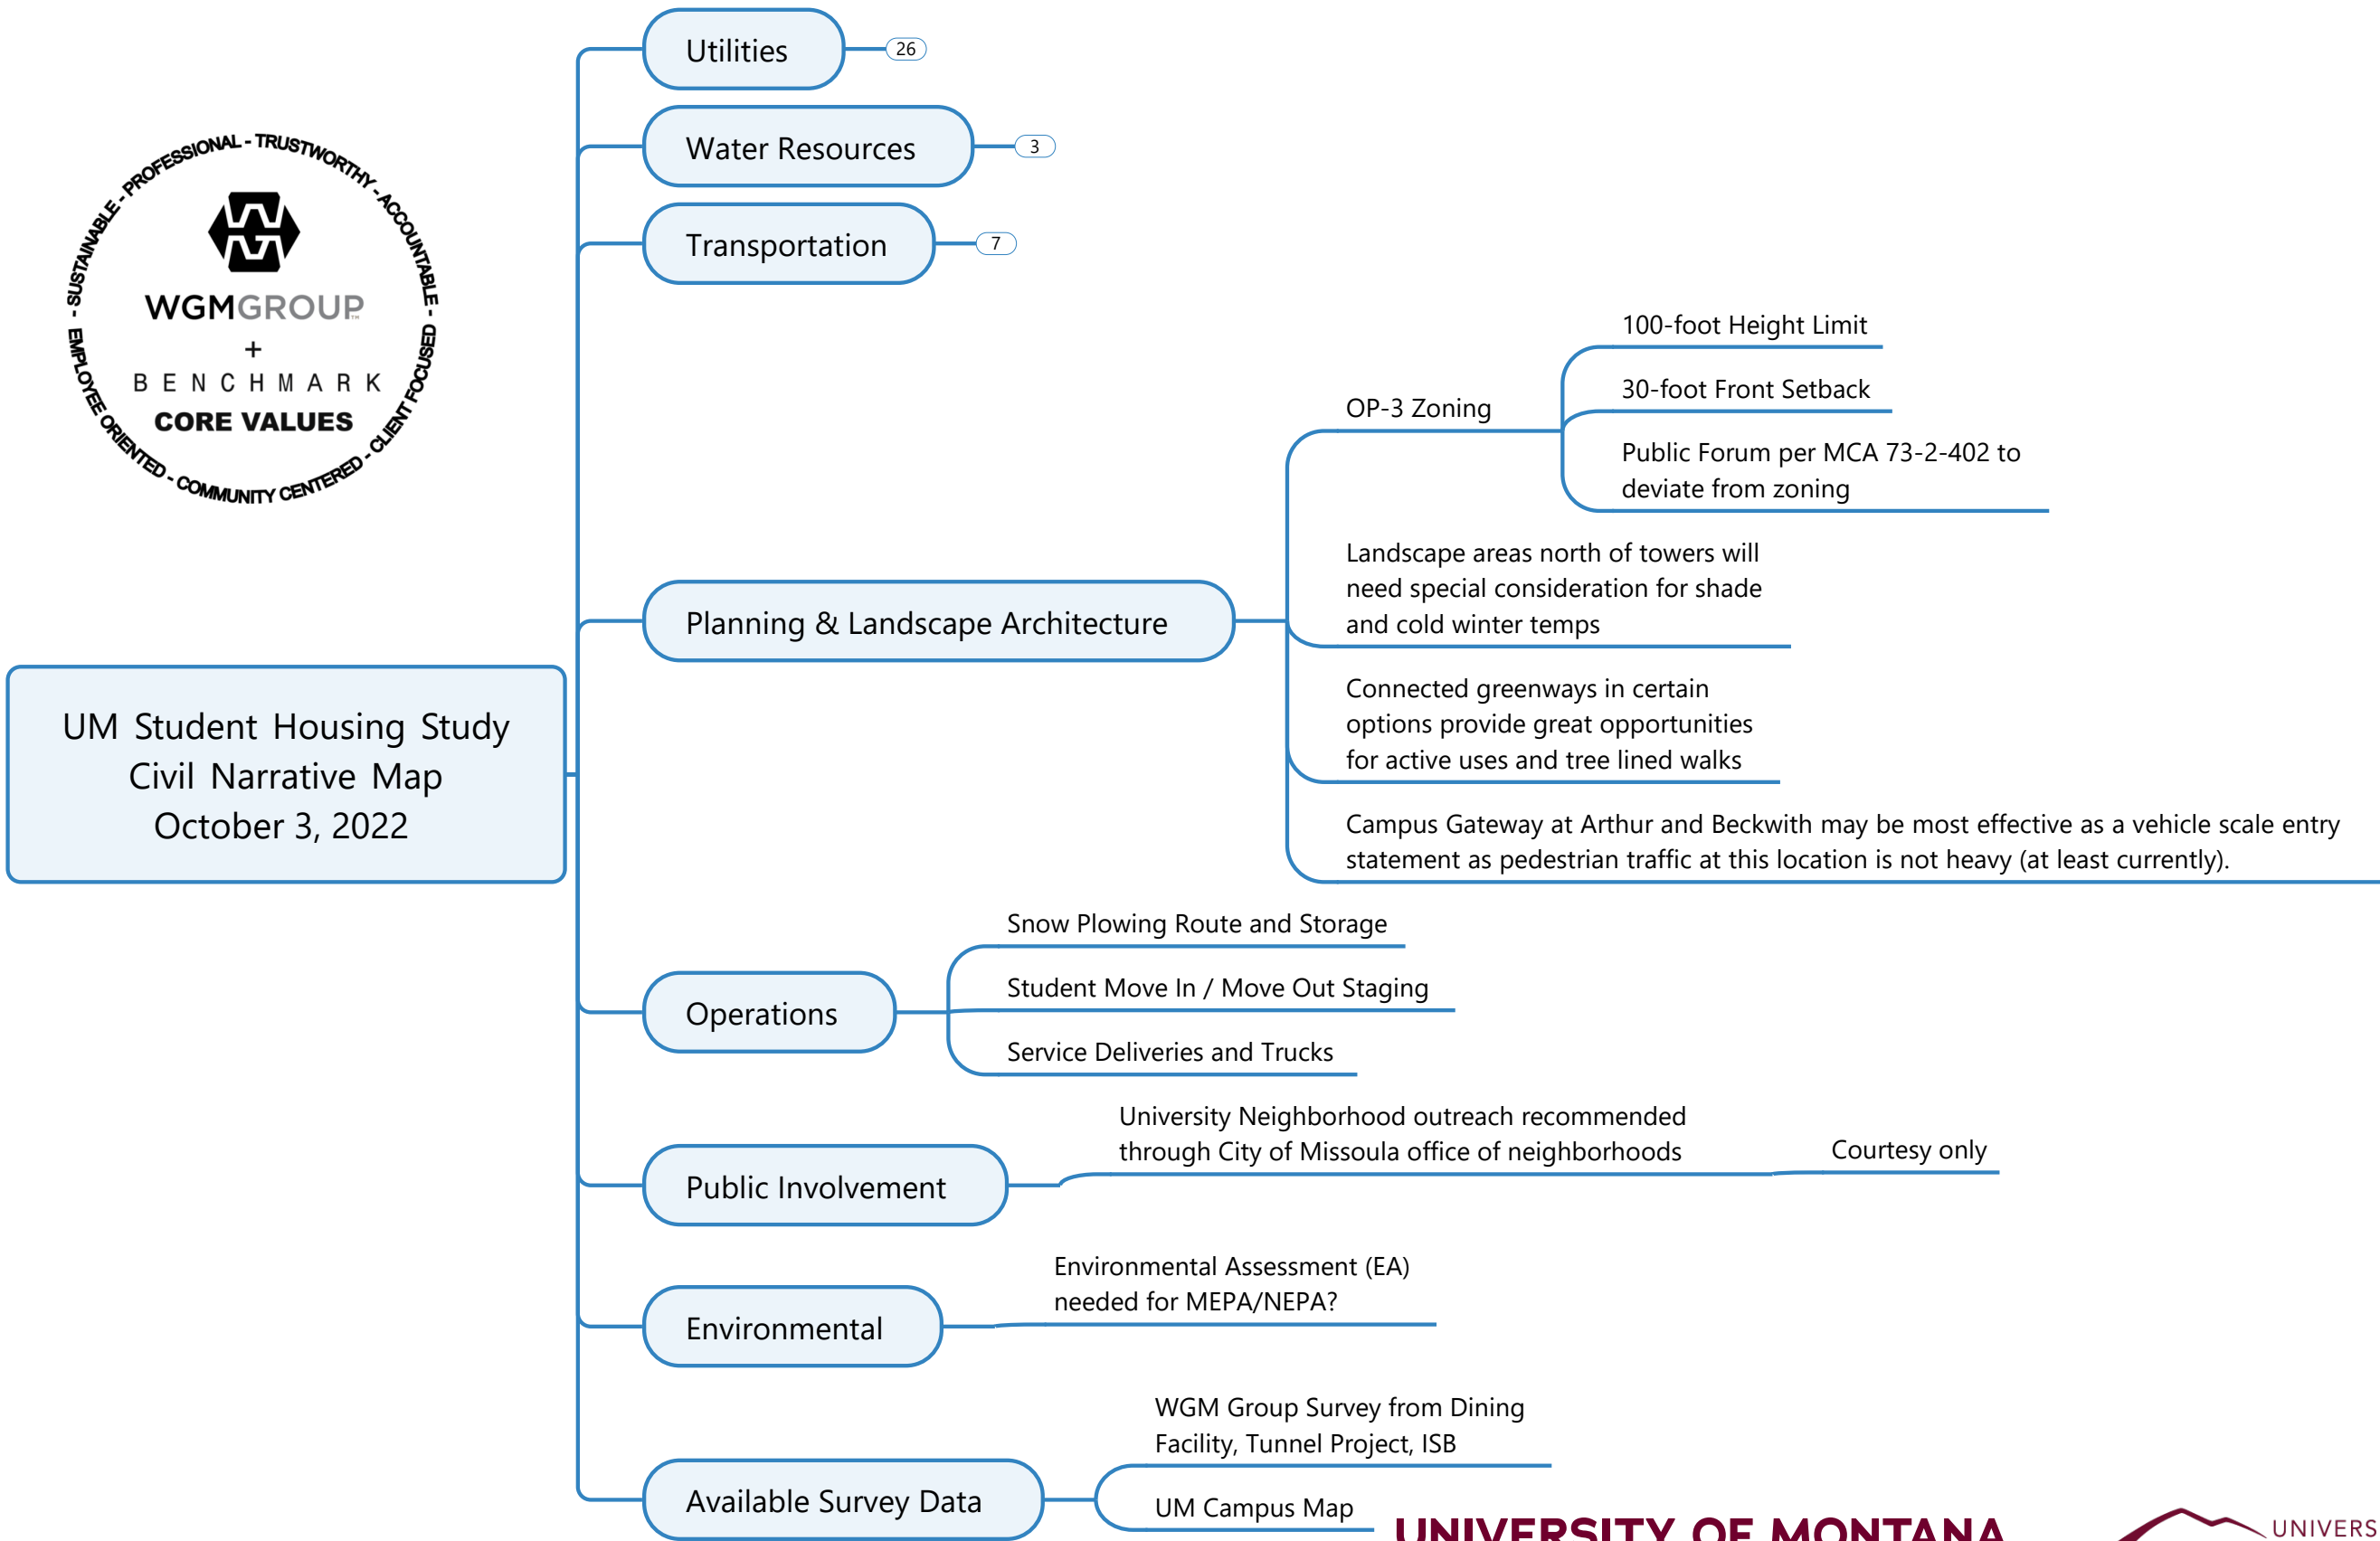 Utilities
26
Water Resources
3
Transportation
7
- SUSTAINABLE - PROFESSIONAL - TRUSTWORTHY - ACCOUNTABLE -
EMPLOYEE ORIENTED - COMMUNITY CENTERED - CLIENT FOCUSED
WGMGROUP
+
BENCHMARK
CORE VALUES
UM Student Housing Study
Civil Narrative Map
October 3, 2022
Planning & Landscape Architecture
OP-3 Zoning
100-foot Height Limit
30-foot Front Setback
Public Forum per MCA 73-2-402 to
deviate from zoning
Landscape areas north of towers will
need special consideration for shade
and cold winter temps
Connected greenways in certain
options provide great opportunities
for active uses and tree lined walks
Campus Gateway at Arthur and Beckwith may be most effective as a vehicle scale entry
statement as pedestrian traffic at this location is not heavy (at least currently).
Operations
Snow Plowing Route and Storage
Student Move In / Move Out Staging
Service Deliveries and Trucks
Public Involvement
University Neighborhood outreach recommended
through City of Missoula office of neighborhoods
Courtesy only
Environmental
Environmental Assessment (EA)
needed for MEPA/NEPA?
Available Survey Data
WGM Group Survey from Dining
Facility, Tunnel Project, ISB
UM Campus Map
UNIVERSITY OF MONTANA
UNIVERS